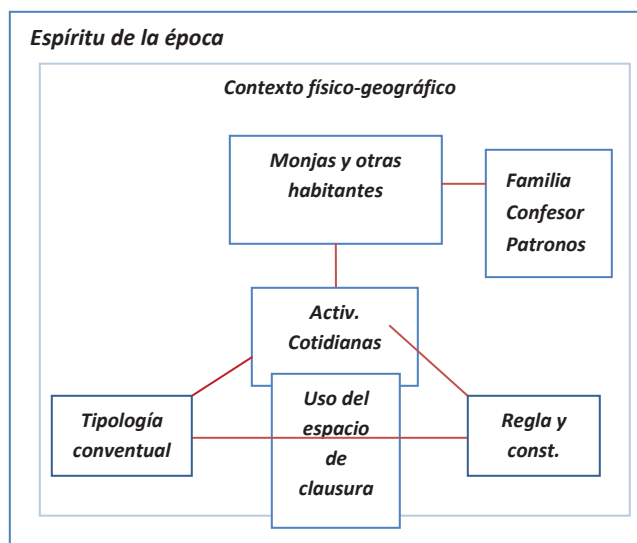 Espíritu de la época
Contexto físico-geográfico
Monjas y otras
habitantes
Familia
Confesor
Patronos
Activ.
Cotidianas
Tipología
conventual
Uso del
espacio
de
clausura
Regla y
const.